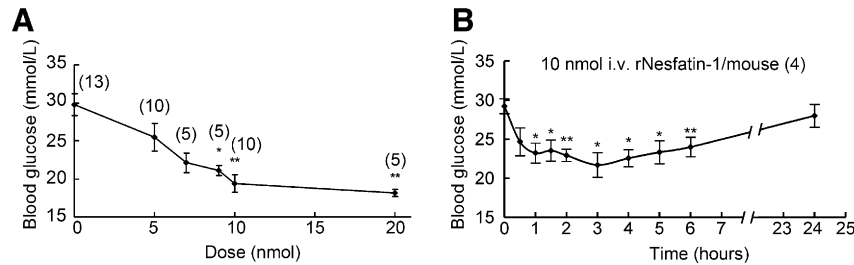 A
Blood glucose (mmol/L)
35
30
25
20
15
(13)
(10)
(5)
(5)
*
(10)
**
(5)
**
0
5
10
15
20
Dose (nmol)
B
10 nmol i.v. rNesfatin-1/mouse (4)
Blood glucose (mmol/L)
35
30
25
20
15
* * ** * * * **
0 1 2 3 4 5 6 7 23 24 25
Time (hours)